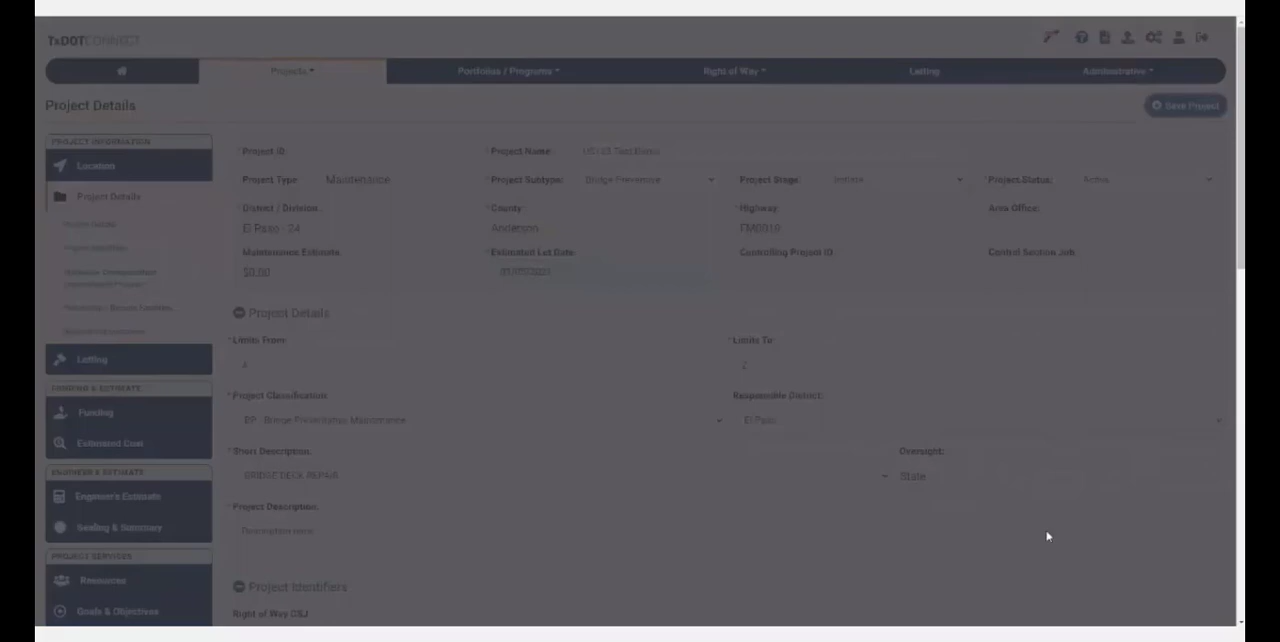 TxDOTCONNECT
Projects Portfolios / Programs Right of Way Letting Administrative
Project Details Save Project
PROJECT INFORMATION
Location
Project Details
Letting
FUNDING & ESTIMATE
Funding
Estimated Cost
ENGINEER'S ESTIMATE
Engineer's Estimate
Sealing & Summary
PROJECT SERVICES
Resources
Goals & Objectives
Project ID: * Project Name:
Project Type: Maintenance * Project Subtype: Bridge Preventive Project Stage: Initiate * Project Status: Active
* District / Division: * County: * Highway: Area Office:
El Paso - 24 Anderson FM0019
Maintenance Estimate * Estimated Let Date: Controlling Project ID: Control Section Job:
$0.00
Project Details
* Limits From: * Limits To:
* Project Classification: Responsible District:
BP - Bridge Preventative Maintenance El Paso
* Short Description: Oversight:
BRIDGE DECK REPAIR State
* Project Description:
Description here
Project Identifiers
Right of Way CSJ